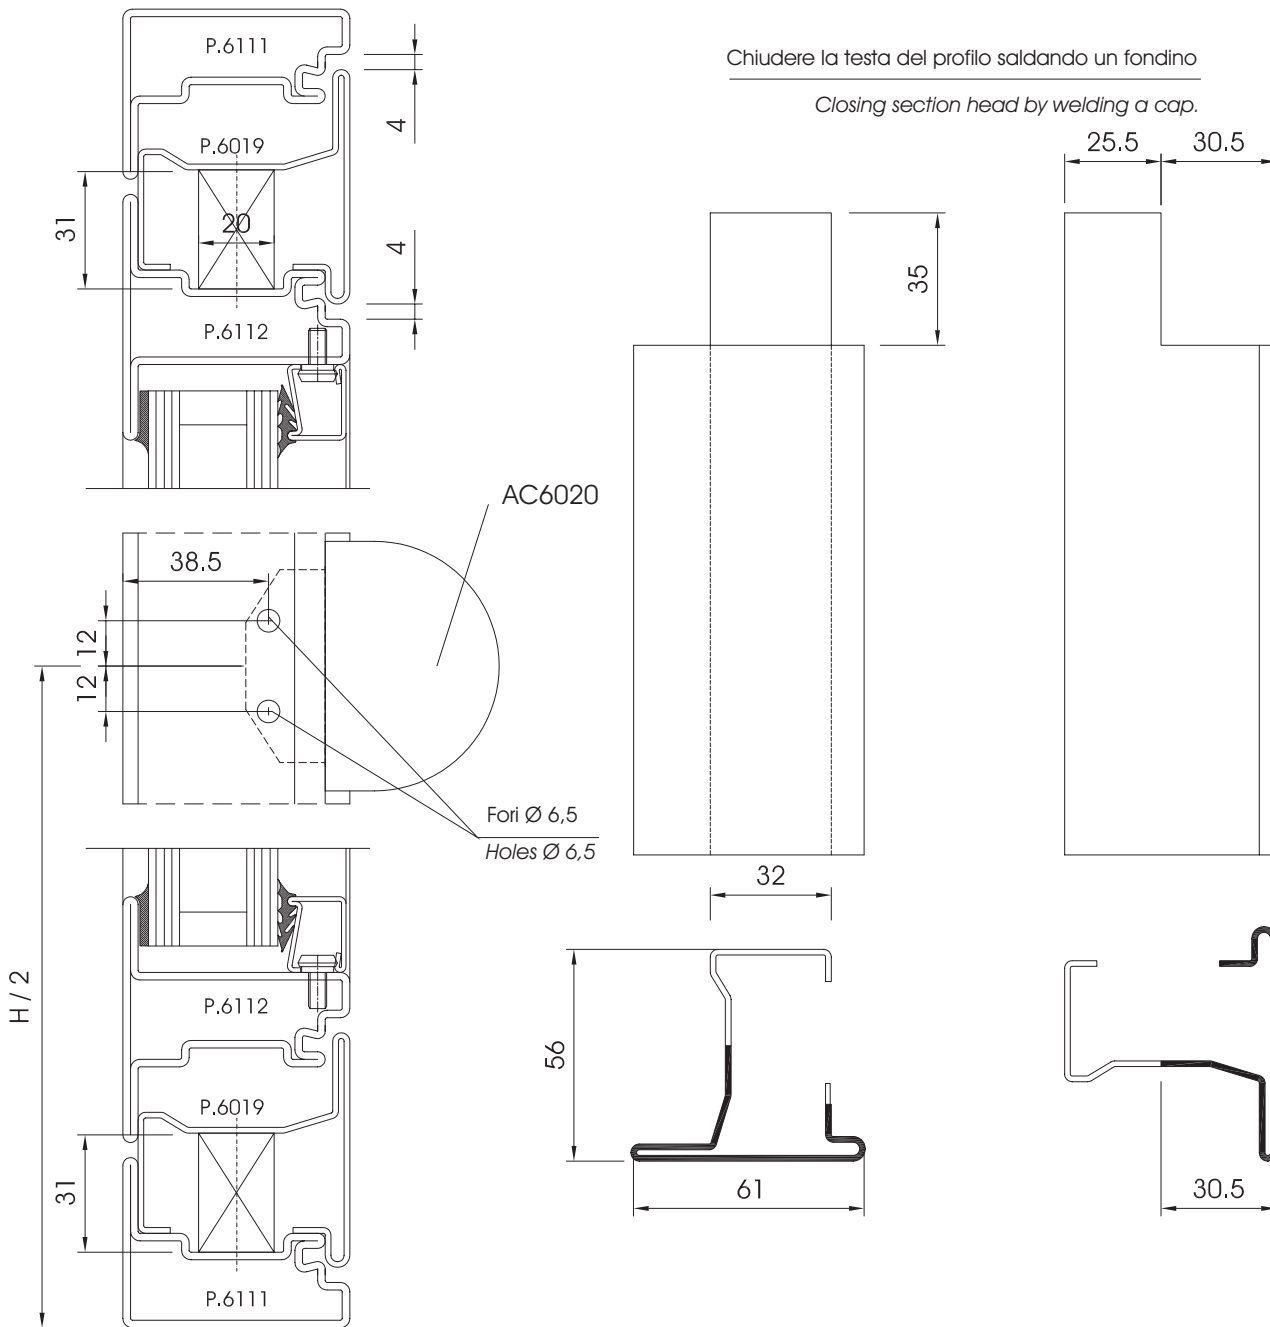 P.6111
4
Chiudere la testa del profilo saldando un fondino
Closing section head by welding a cap.
P.6019
25.5
30.5
31
20
4
35
P.6112
AC6020
38.5
12
12
Fori Ø 6,5
Holes Ø 6,5
32
H / 2
P.6112
56
P.6019
31
61
30.5
P.6111